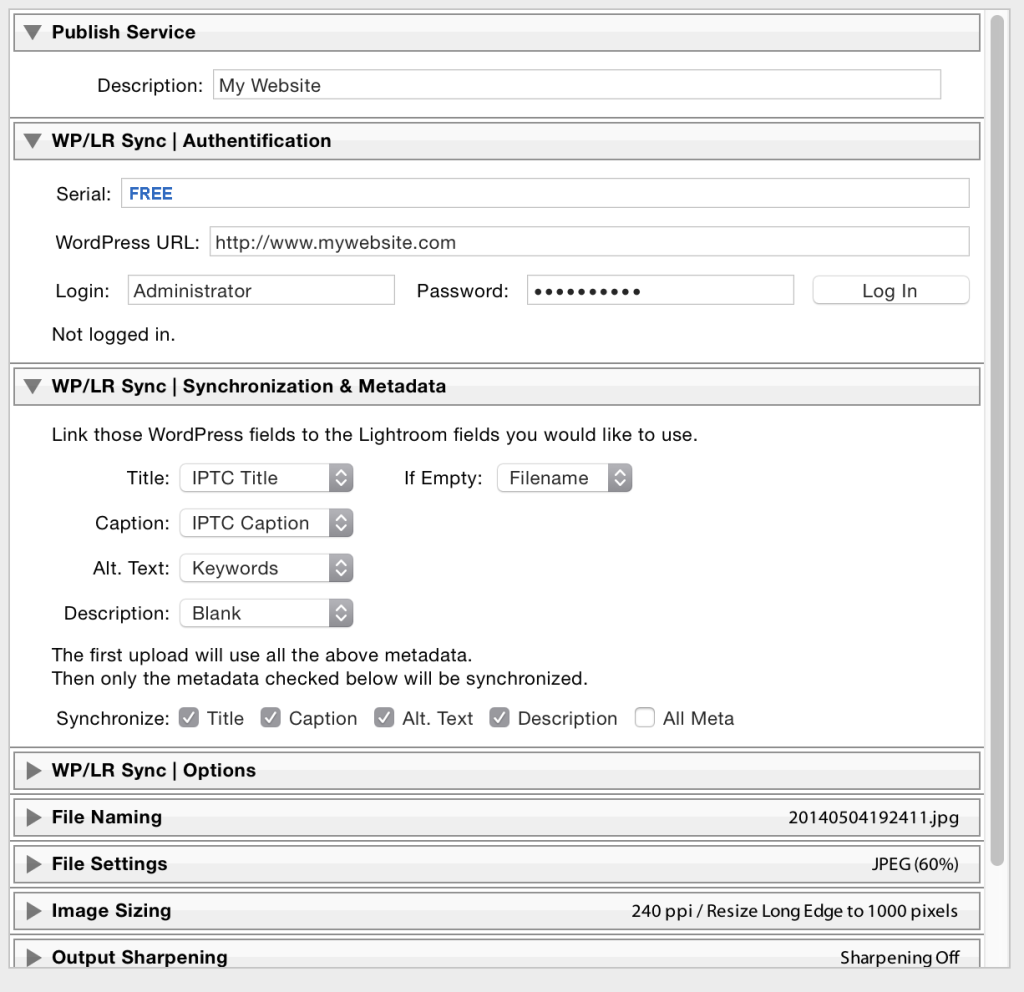 Publish Service
Description: My Website
WP/LR Sync | Authentification
Serial: FREE
WordPress URL: http://www.mywebsite.com
Login: Administrator Password: •••••••••• Log In
Not logged in.
WP/LR Sync | Synchronization & Metadata
Link those WordPress fields to the Lightroom fields you would like to use.
Title: IPTC Title If Empty: Filename
Caption: IPTC Caption
Alt. Text: Keywords
Description: Blank
The first upload will use all the above metadata.
Then only the metadata checked below will be synchronized.
Synchronize: Title Caption Alt. Text Description All Meta
WP/LR Sync | Options
File Naming 20140504192411.jpg
File Settings JPEG (60%)
Image Sizing 240 ppi / Resize Long Edge to 1000 pixels
Output Sharpening Sharpening Off